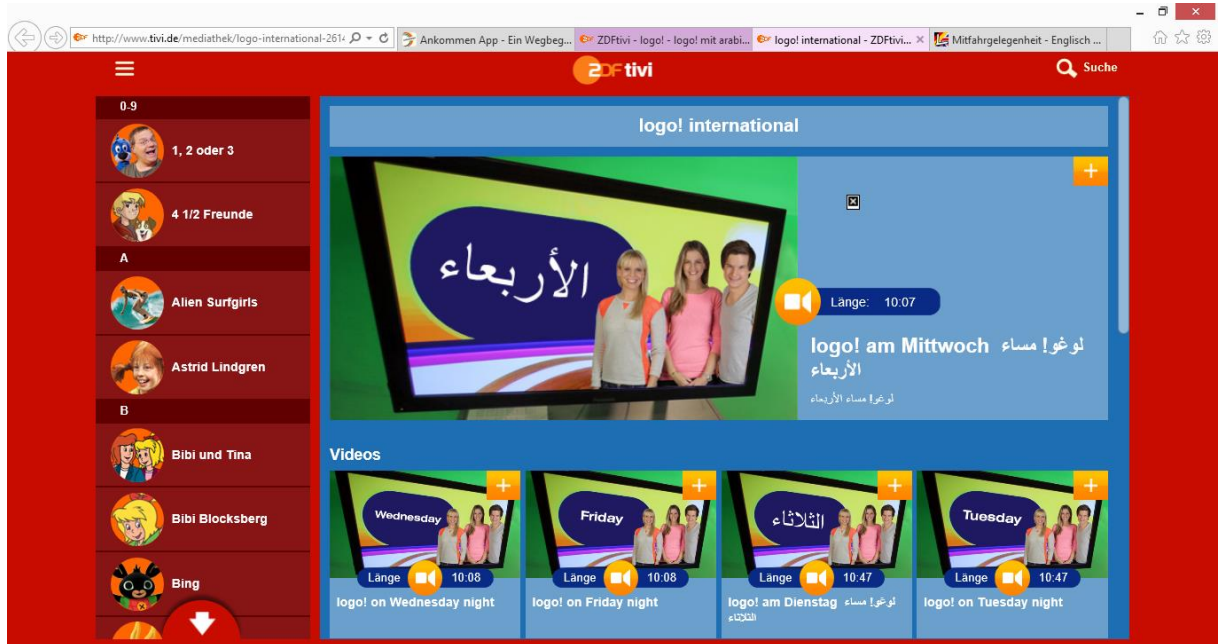 http://www.tivi.de/mediathek/logo-international-2614
Ankommen App - Ein Wegbeg...
ZDFtivi - logo! - logo! mit arabi...
logo! international - ZDFtivi...
Mitfahrgelegenheit - Englisch ...
ZDF tivi
Suche
0-9
1, 2 oder 3
4 1/2 Freunde
A
Alien Surfgirls
Astrid Lindgren
B
Bibi und Tina
Bibi Blocksberg
Bing
logo! international
الأربعاء
Länge: 10:07
logo! am Mittwoch لوغو! مساء
الأربعاء
لوغو! مساء الأربعاء
Videos
Wednesday
Länge 10:08
logo! on Wednesday night
Friday
Länge 10:08
logo! on Friday night
الثلاثاء
Länge 10:47
logo! am Dienstag لوغو! مساء
الثلاثاء
Tuesday
Länge 10:47
logo! on Tuesday night